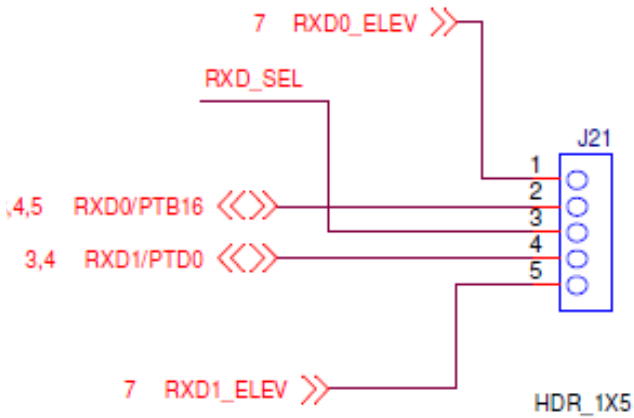 7 RXD0_ELEV
RXD_SEL
J21
1
2
,4,5 RXD0/PTB16
3
4
3,4 RXD1/PTD0
5
7 RXD1_ELEV
HDR_1X5